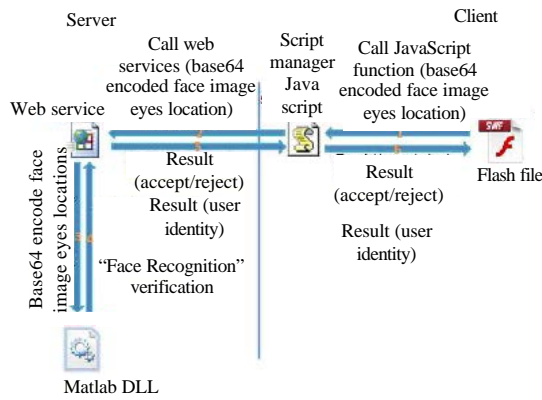 Server
Client
Call web
services (base64
encoded face image
eyes location)
Script
manager
Java
script
Call JavaScript
function (base64
encoded face image
eyes location)
Web service
SWF
Flash file
Result
(accept/reject)
Result (user
identity)
Result
(accept/reject)
Result (user
identity)
Base64 encode face
image eyes locations
“Face Recognition”
verification
Matlab DLL